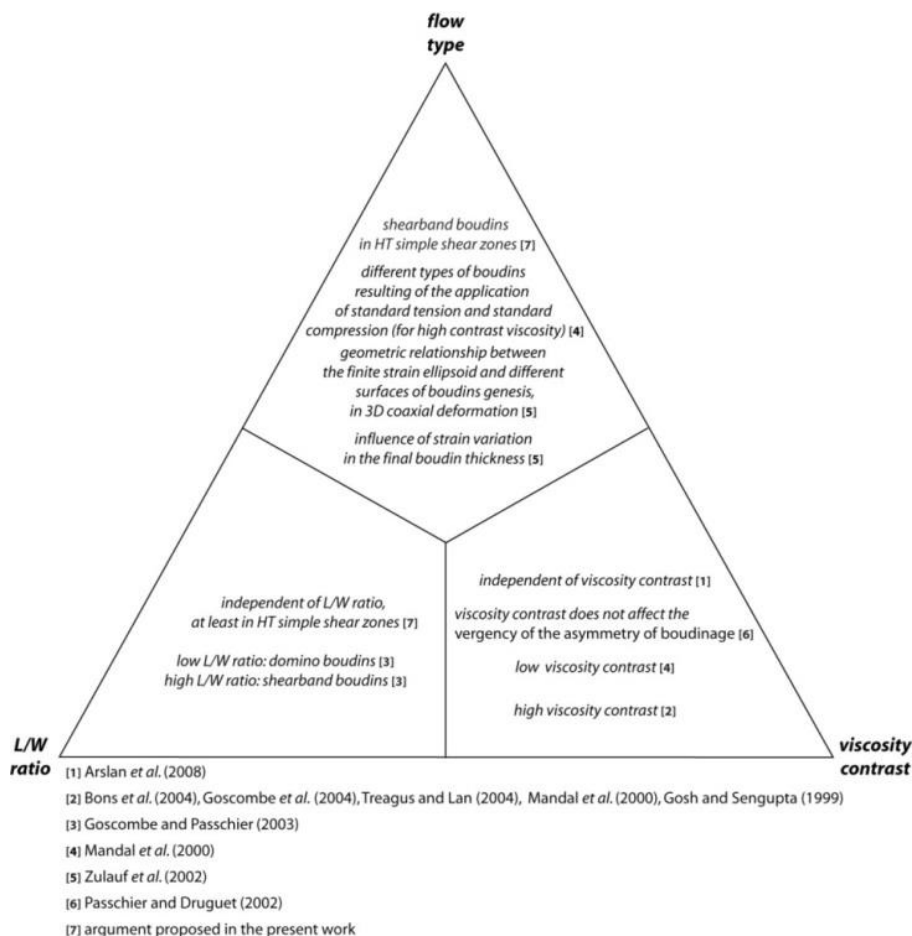 flow
type
shearband boudins
in HT simple shear zones [7]
different types of boudins
resulting of the application
of standard tension and standard
compression (for high contrast viscosity) [4]
geometric relationship between
the finite strain ellipsoid and different
surfaces of boudins genesis,
in 3D coaxial deformation [5]
influence of strain variation
in the final boudin thickness [5]
independent of L/W ratio,
at least in HT simple shear zones [7]
low L/W ratio: domino boudins [3]
high L/W ratio: shearband boudins [3]
independent of viscosity contrast [1]
viscosity contrast does not affect the
vergency of the asymmetry of boudinage [6]
low viscosity contrast [4]
high viscosity contrast [2]
L/W
ratio
viscosity
contrast
[1] Arslan et al. (2008)
[2] Bons et al. (2004), Goscombe et al. (2004), Treagus and Lan (2004), Mandal et al. (2000), Gosh and Sengupta (1999)
[3] Goscombe and Passchier (2003)
[4] Mandal et al. (2000)
[5] Zulauf et al. (2002)
[6] Passchier and Druguet (2002)
[7] argument proposed in the present work